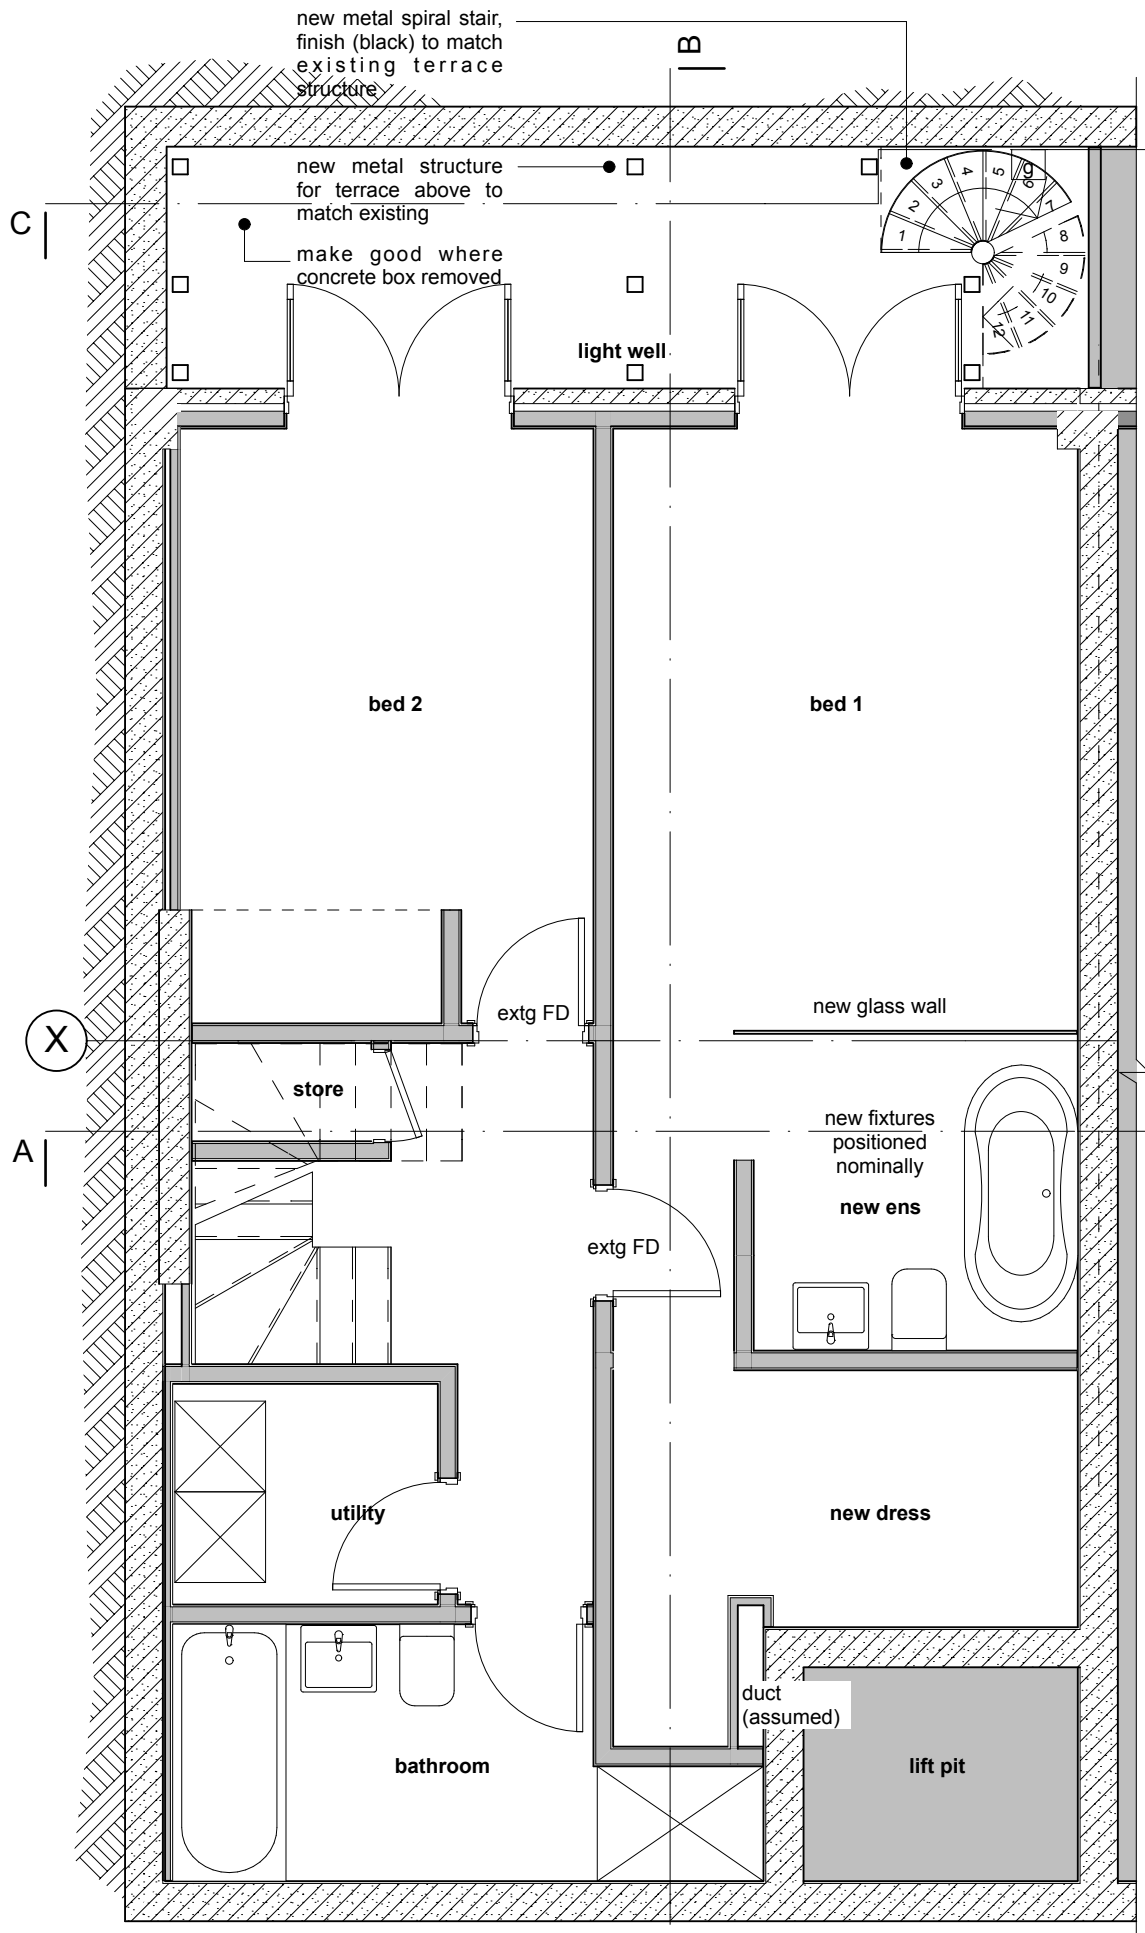 new metal spiral stair,
finish (black) to match
existing terrace
structure
B
new metal structure
for terrace above to
match existing
C
make good where
concrete box removed
1
2
3
4
5
6
7
8
9
10
11
12
g
light well
bed 2
bed 1
extg FD
new glass wall
X
store
A
new fixtures
positioned
nominally
new ens
extg FD
utility
new dress
duct
(assumed)
bathroom
lift pit